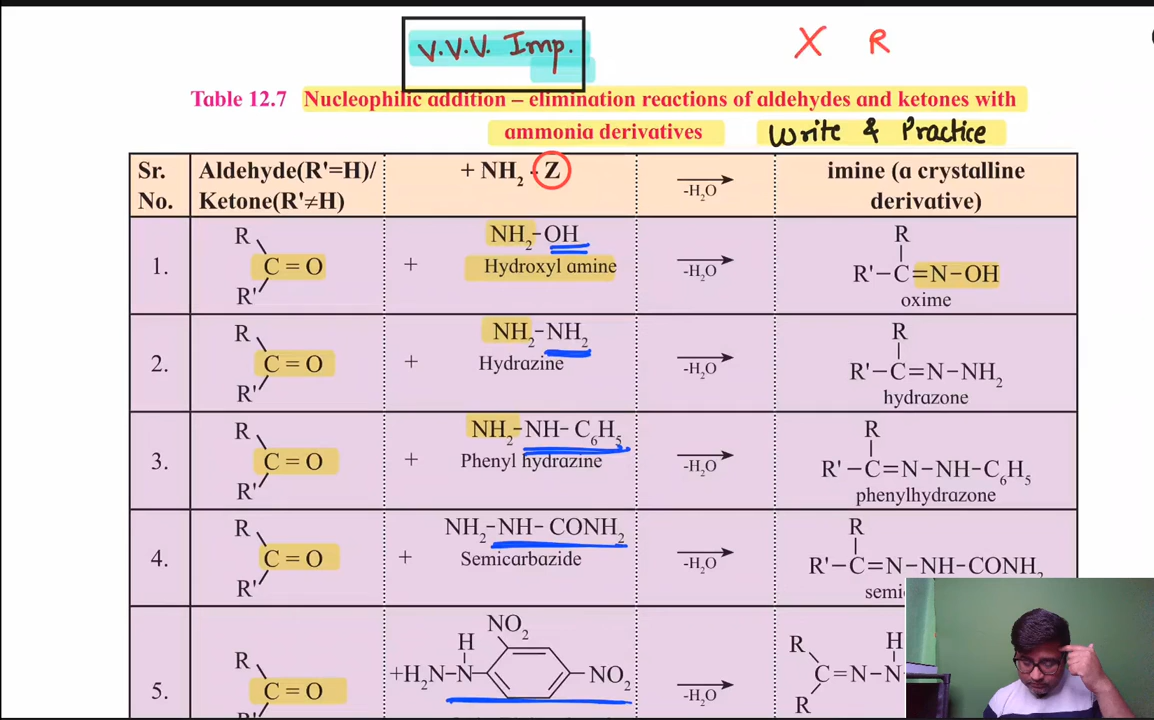 V.V.V. Imp.
X R
Table 12.7 Nucleophilic addition – elimination reactions of aldehydes and ketones with
ammonia derivatives
Write & Practice
Sr. No.
Aldehyde(R'=H)/
Ketone(R'≠H)
+ NH₂ - Z
-H₂O
imine (a crystalline
derivative)
1.
R
C = O
R'
+
NH₂-OH
Hydroxyl amine
-H₂O
R
R'–C=N–OH
oxime
2.
R
C = O
R'
+
NH₂-NH₂
Hydrazine
-H₂O
R
R'–C=N–NH₂
hydrazone
3.
R
C = O
R'
+
NH₂-NH- C₆H₅
Phenyl hydrazine
-H₂O
R
R' –C=N–NH-C₆H₅
phenylhydrazone
4.
R
C = O
R'
+
NH₂-NH- CONH₂
Semicarbazide
-H₂O
R
R'–C=N–NH-CONH₂
5.
R
C = O
R'
NO₂
H
+H₂N–N
NO₂
-H₂O
R
H
C=N–N
R